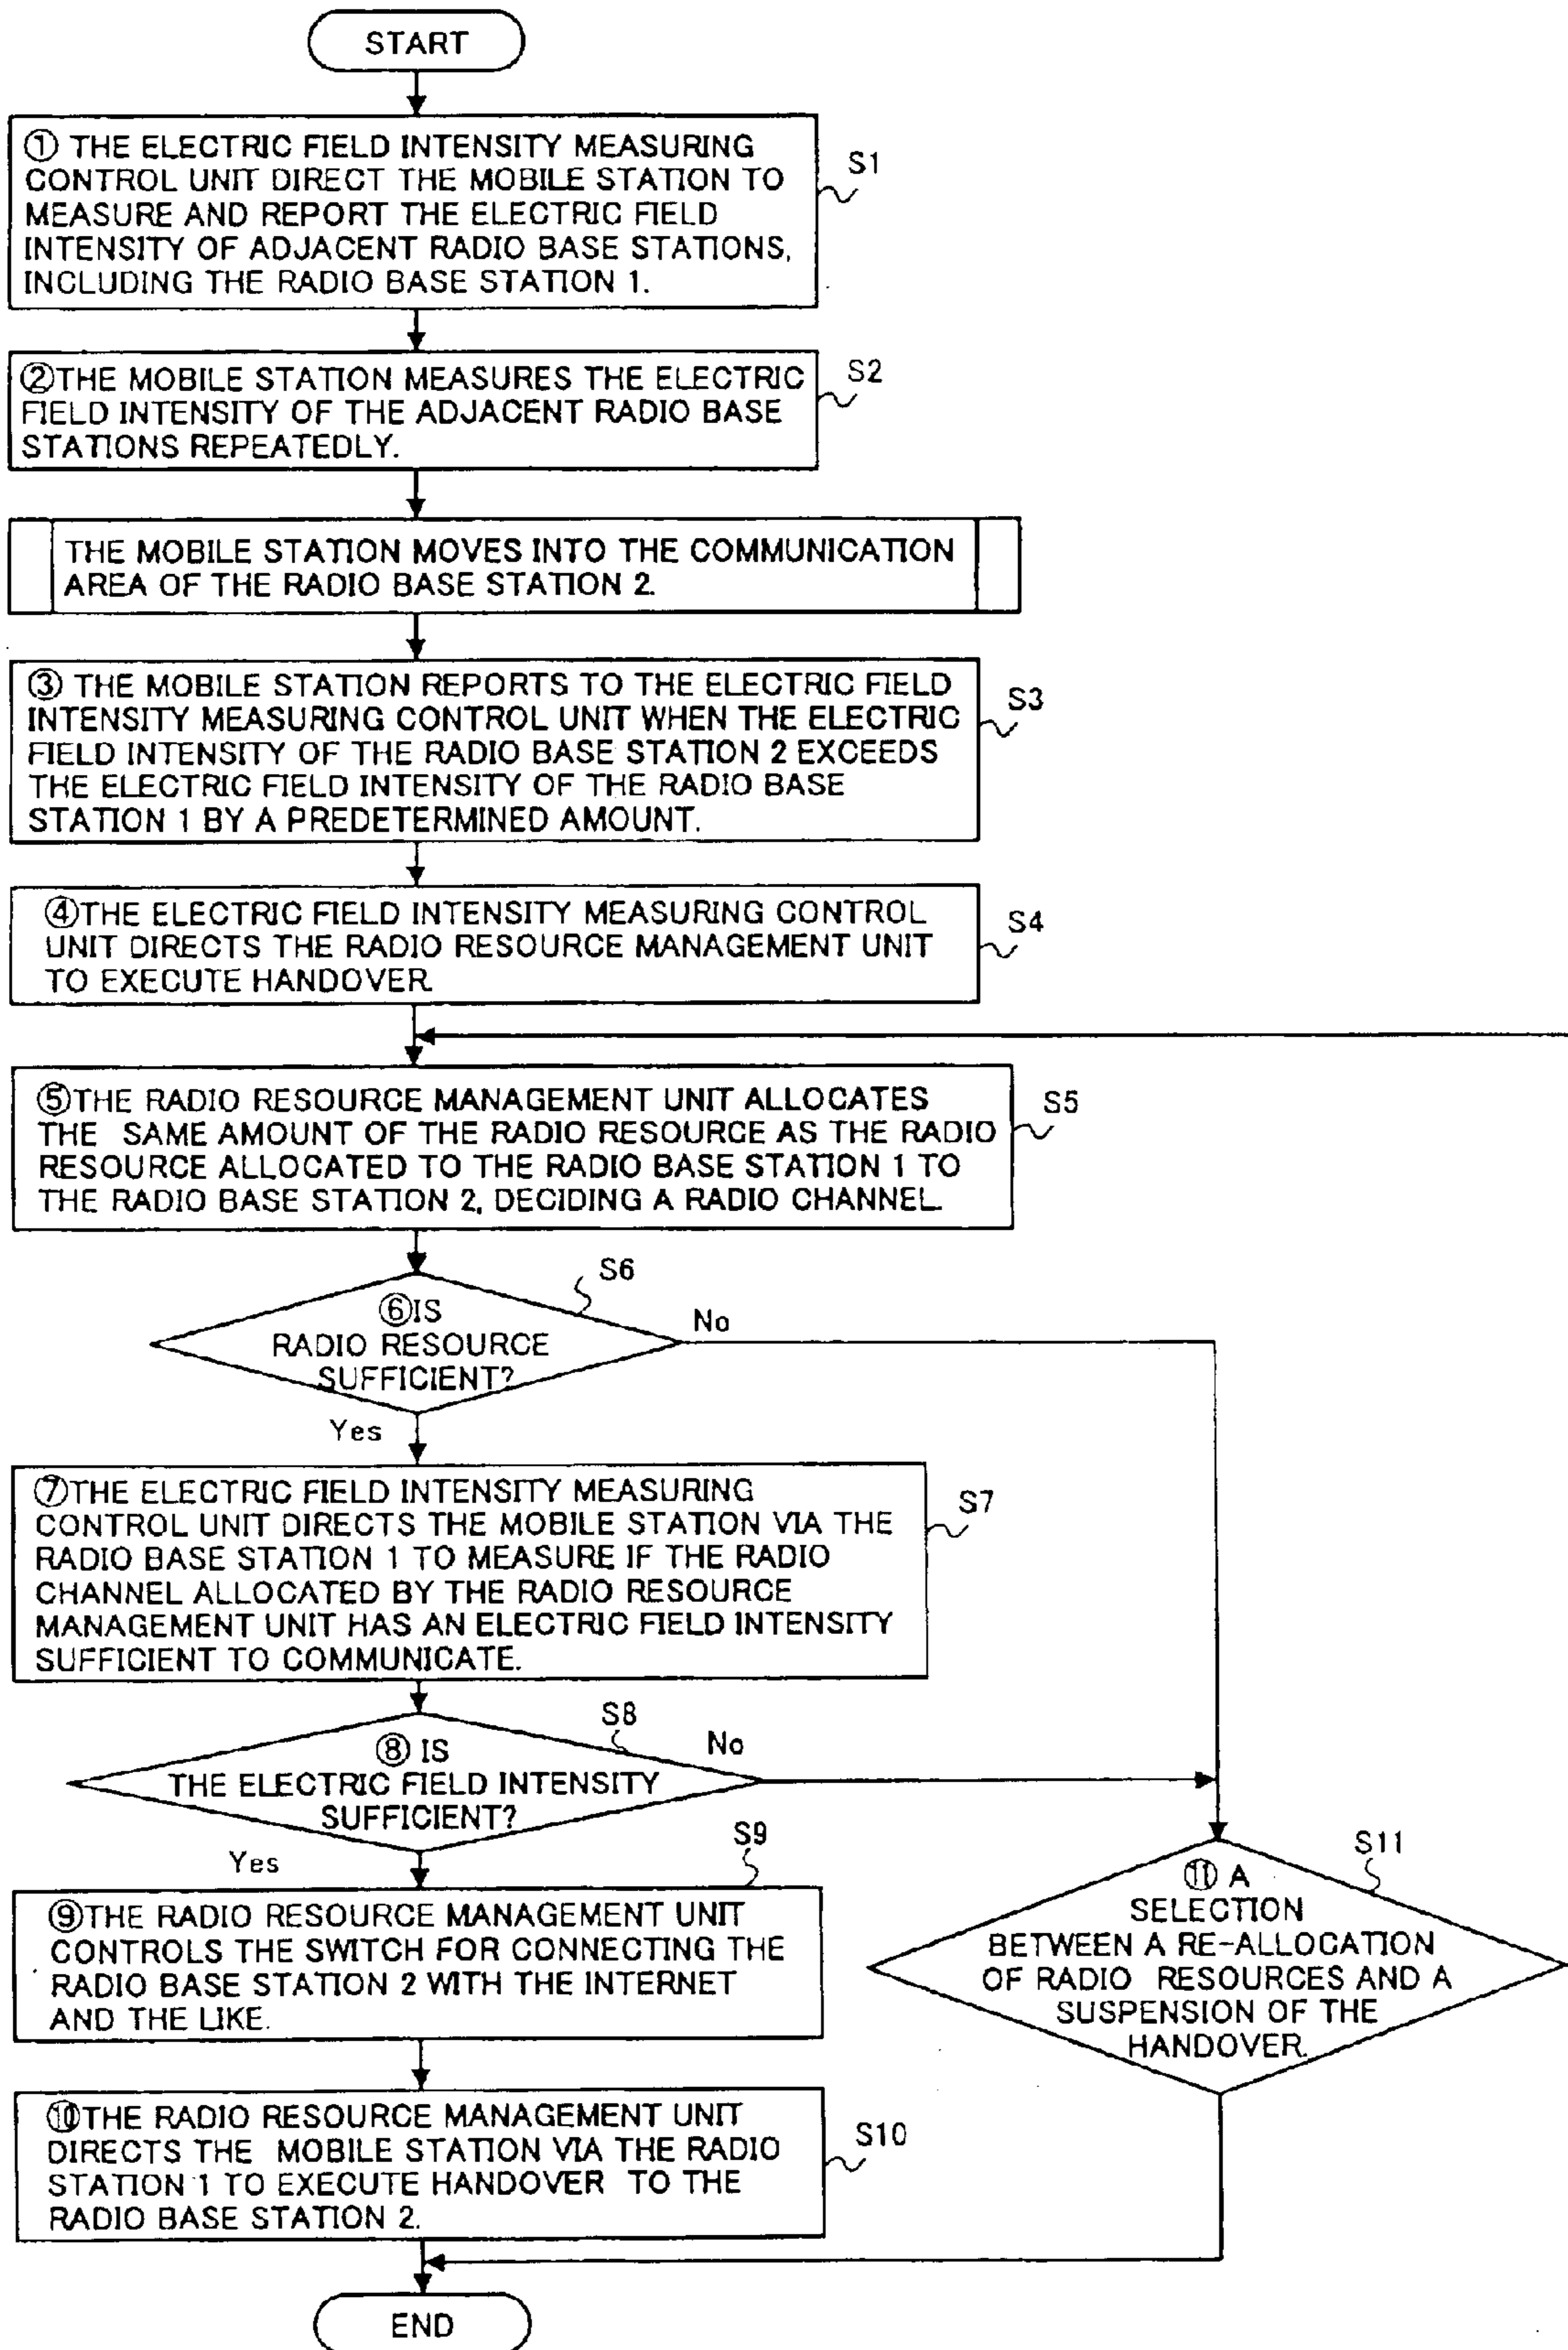 START
① THE ELECTRIC FIELD INTENSITY MEASURING
CONTROL UNIT DIRECT THE MOBILE STATION TO
MEASURE AND REPORT THE ELECTRIC FIELD
INTENSITY OF ADJACENT RADIO BASE STATIONS,
INCLUDING THE RADIO BASE STATION 1.
S1
②THE MOBILE STATION MEASURES THE ELECTRIC
FIELD INTENSITY OF THE ADJACENT RADIO BASE
STATIONS REPEATEDLY.
S2
THE MOBILE STATION MOVES INTO THE COMMUNICATION
AREA OF THE RADIO BASE STATION 2.
③ THE MOBILE STATION REPORTS TO THE ELECTRIC FIELD
INTENSITY MEASURING CONTROL UNIT WHEN THE ELECTRIC
FIELD INTENSITY OF THE RADIO BASE STATION 2 EXCEEDS
THE ELECTRIC FIELD INTENSITY OF THE RADIO BASE
STATION 1 BY A PREDETERMINED AMOUNT.
S3
④THE ELECTRIC FIELD INTENSITY MEASURING CONTROL
UNIT DIRECTS THE RADIO RESOURCE MANAGEMENT UNIT
TO EXECUTE HANDOVER.
S4
⑤THE RADIO RESOURCE MANAGEMENT UNIT ALLOCATES
THE SAME AMOUNT OF THE RADIO RESOURCE AS THE RADIO
RESOURCE ALLOCATED TO THE RADIO BASE STATION 1 TO
THE RADIO BASE STATION 2, DECIDING A RADIO CHANNEL.
S5
S6
⑥IS
RADIO RESOURCE
SUFFICIENT?
No
Yes
⑦THE ELECTRIC FIELD INTENSITY MEASURING
CONTROL UNIT DIRECTS THE MOBILE STATION VIA THE
RADIO BASE STATION 1 TO MEASURE IF THE RADIO
CHANNEL ALLOCATED BY THE RADIO RESOURCE
MANAGEMENT UNIT HAS AN ELECTRIC FIELD INTENSITY
SUFFICIENT TO COMMUNICATE.
S7
S8
⑧ IS
THE ELECTRIC FIELD INTENSITY
SUFFICIENT?
No
Yes
S9
⑨THE RADIO RESOURCE MANAGEMENT UNIT
CONTROLS THE SWITCH FOR CONNECTING THE
RADIO BASE STATION 2 WITH THE INTERNET
AND THE LIKE.
S11
⑪ A
SELECTION
BETWEEN A RE-ALLOCATION
OF RADIO RESOURCES AND A
SUSPENSION OF THE
HANDOVER.
⑩THE RADIO RESOURCE MANAGEMENT UNIT
DIRECTS THE MOBILE STATION VIA THE RADIO
STATION 1 TO EXECUTE HANDOVER TO THE
RADIO BASE STATION 2.
S10
END